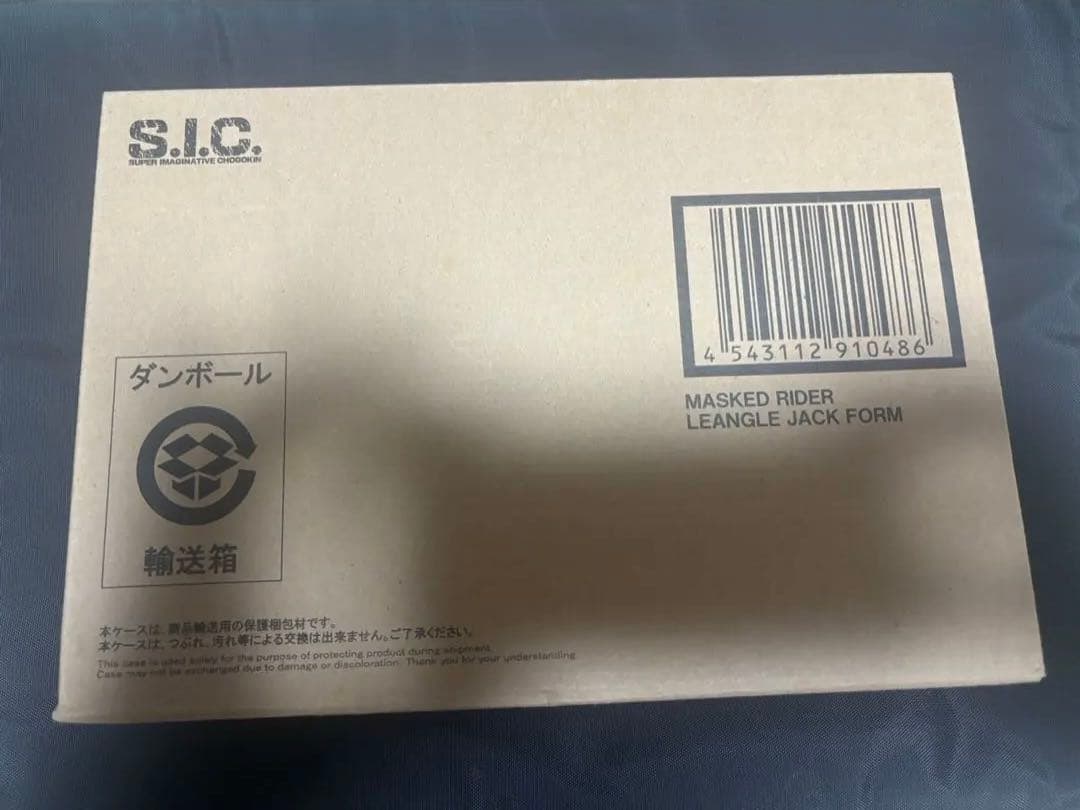 S.I.C.
SUPER IMAGINATIVE CHOGOKIN
4 543112 910486
MASKED RIDER
LEANGLE JACK FORM
ダンボール
輸送箱
本ケースは、商品輸送用の保護梱包材です。
本ケースは、つぶれ、汚れ等による交換は出来ません。ご了承ください。
This case is used solely for the purpose of protecting product during shipment.
Case may not be exchanged due to damage or discoloration. Thank you for your understanding.